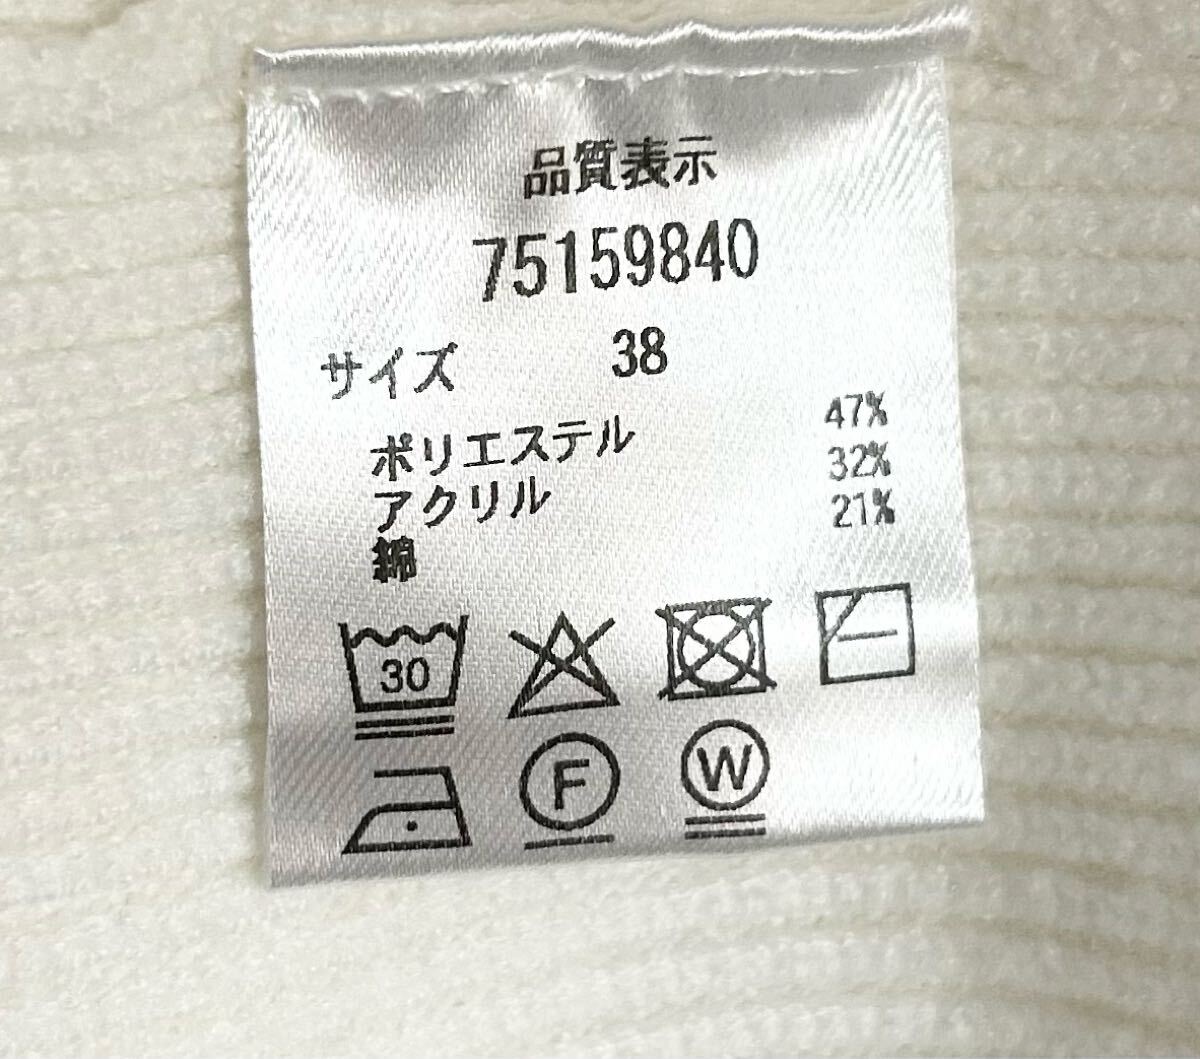 品質表示
75159840
サイズ 38
ポリエステル 47%
アクリル 32%
綿 21%
30
F W